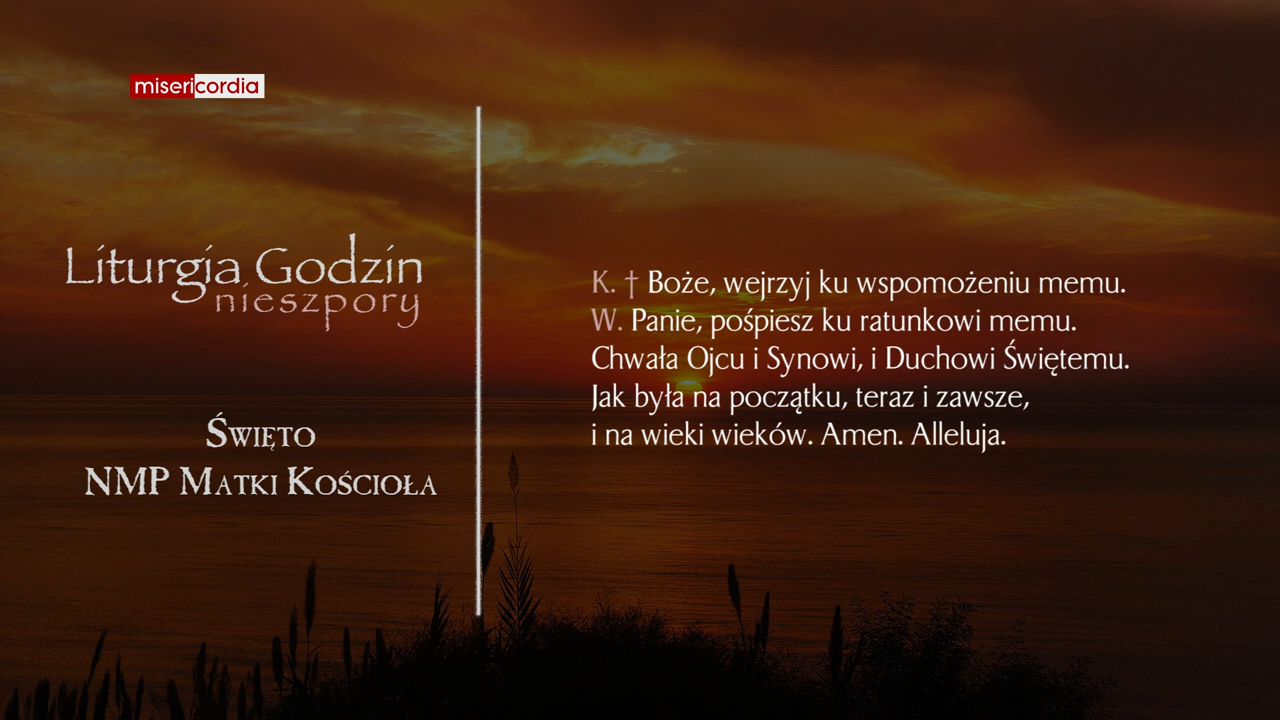 misericordia
Liturgia Godzin
nieszpory
Święto
NMP Matki Kościoła
K. † Boże, wejrzyj ku wspomożeniu memu.
W. Panie, pośpiesz ku ratunkowi memu.
Chwała Ojcu i Synowi, i Duchowi Świętemu.
Jak była na początku, teraz i zawsze,
i na wieki wieków. Amen. Alleluja.